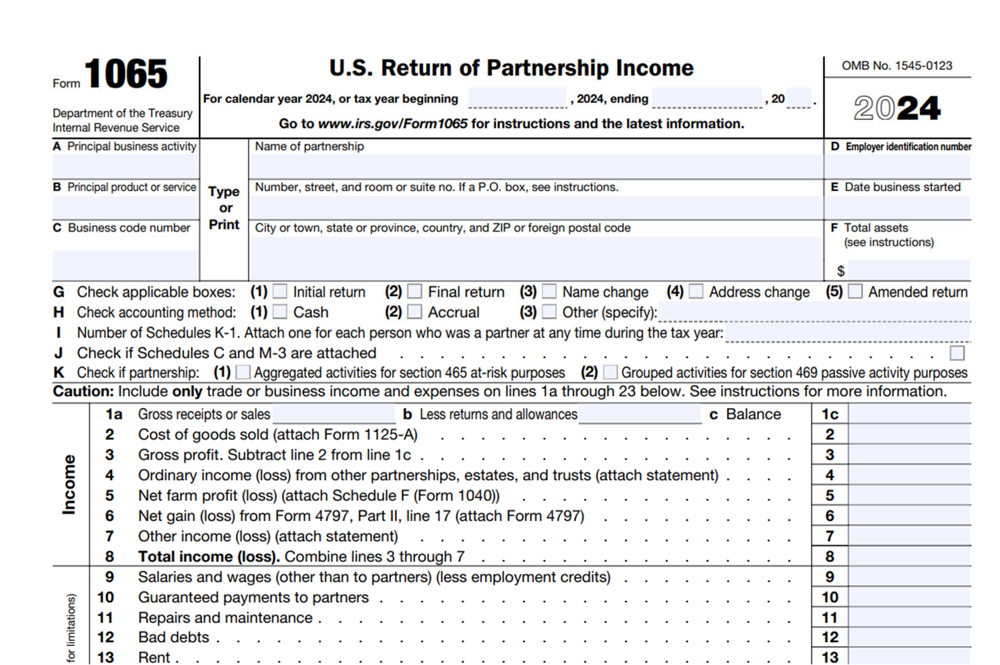 Form 1065
Department of the Treasury
Internal Revenue Service
U.S. Return of Partnership Income
For calendar year 2024, or tax year beginning , 2024, ending , 20 .
Go to www.irs.gov/Form1065 for instructions and the latest information.
OMB No. 1545-0123
2024
A Principal business activity
B Principal product or service
C Business code number
Type
or
Print
Name of partnership
Number, street, and room or suite no. If a P.O. box, see instructions.
City or town, state or province, country, and ZIP or foreign postal code
D Employer identification number
E Date business started
F Total assets
(see instructions)
$
G Check applicable boxes: (1) Initial return (2) Final return (3) Name change (4) Address change (5) Amended return
H Check accounting method: (1) Cash (2) Accrual (3) Other (specify):
I Number of Schedules K-1. Attach one for each person who was a partner at any time during the tax year:
J Check if Schedules C and M-3 are attached . . . . . . . . . . . . . . . . . . . . . . . . . . .
K Check if partnership: (1) Aggregated activities for section 465 at-risk purposes (2) Grouped activities for section 469 passive activity purposes
Caution: Include only trade or business income and expenses on lines 1a through 23 below. See instructions for more information.
Income
1a Gross receipts or sales b Less returns and allowances c Balance 1c
2 Cost of goods sold (attach Form 1125-A) . . . . . . . . . . . . . . . . . . 2
3 Gross profit. Subtract line 2 from line 1c . . . . . . . . . . . . . . . . . . . 3
4 Ordinary income (loss) from other partnerships, estates, and trusts (attach statement) . . . . 4
5 Net farm profit (loss) (attach Schedule F (Form 1040)) . . . . . . . . . . . . . . 5
6 Net gain (loss) from Form 4797, Part II, line 17 (attach Form 4797) . . . . . . . . . . 6
7 Other income (loss) (attach statement) . . . . . . . . . . . . . . . . . . . 7
8 Total income (loss). Combine lines 3 through 7 . . . . . . . . . . . . . . . . 8
for limitations)
9 Salaries and wages (other than to partners) (less employment credits) . . . . . . . . . 9
10 Guaranteed payments to partners . . . . . . . . . . . . . . . . . . . . . 10
11 Repairs and maintenance . . . . . . . . . . . . . . . . . . . . . . . . 11
12 Bad debts . . . . . . . . . . . . . . . . . . . . . . . . . . . . . 12
13 Rent . . . . . . . . . . . . . . . . . . . . . . . . . . . . . . . 13